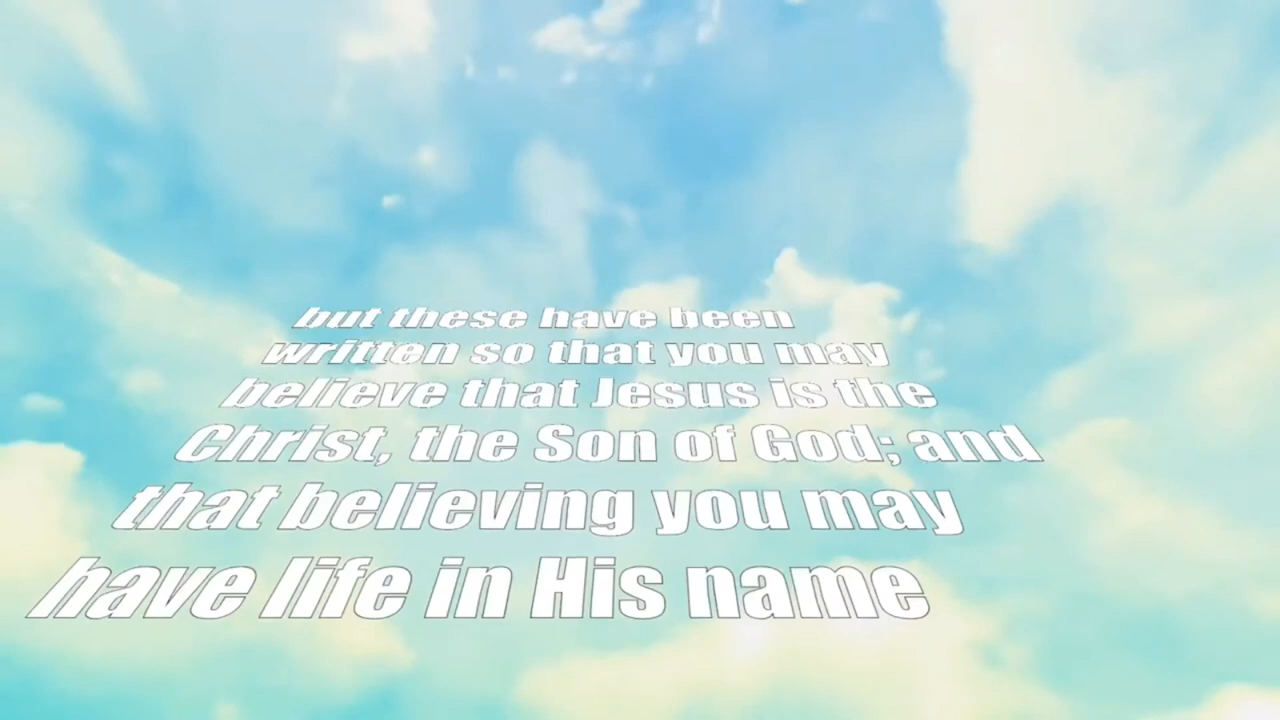 but these have been
written so that you may
believe that Jesus is the
Christ, the Son of God; and
that believing you may
have life in His name